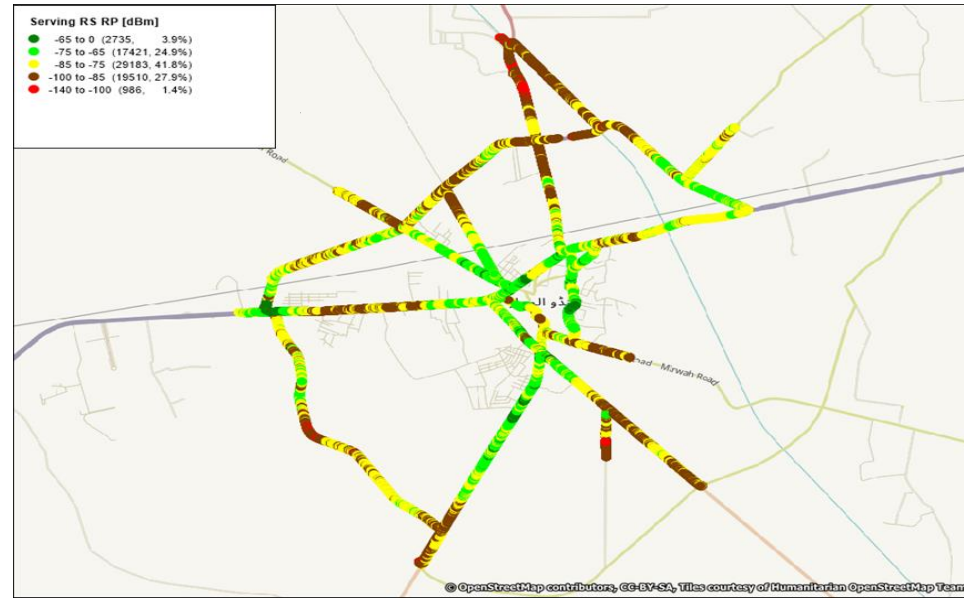 Serving RS RP [dBm]
-65 to 0 (2735, 3.9%)
-75 to -65 (17421, 24.9%)
-85 to -75 (29183, 41.8%)
-100 to -85 (19510, 27.9%)
-140 to -100 (986, 1.4%)
Road
Mirwah Road
© OpenStreetMap contributors, CC-BY-SA, Tiles courtesy of Humanitarian OpenStreetMap Team